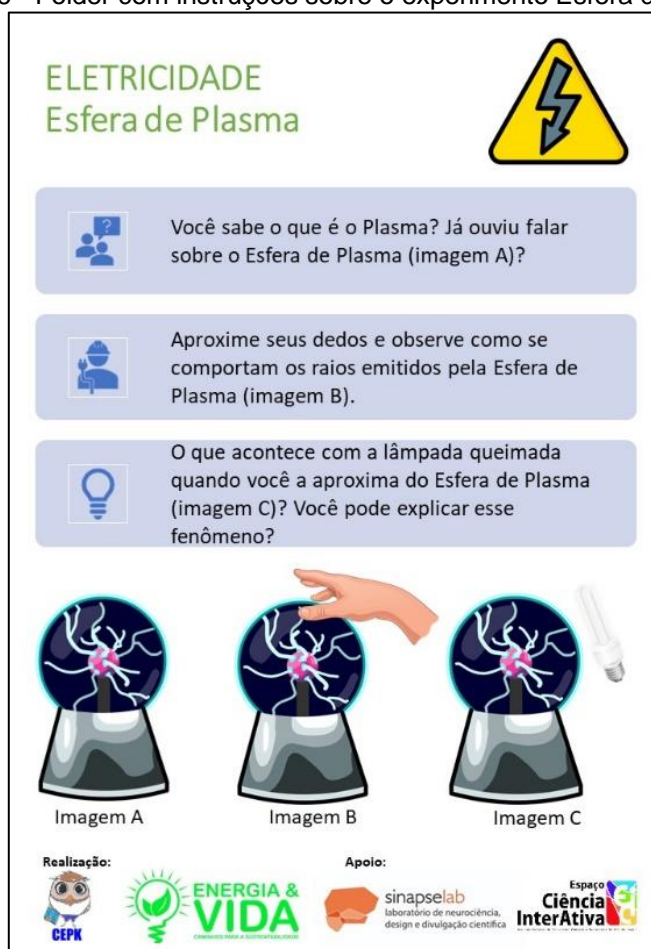 ELETRICIDADE
Esfera de Plasma
?
Você sabe o que é o Plasma? Já ouviu falar
sobre o Esfera de Plasma (imagem A)?
Aproxime seus dedos e observe como se
comportam os raios emitidos pela Esfera de
Plasma (imagem B).
O que acontece com a lâmpada queimada
quando você a aproxima do Esfera de Plasma
(imagem C)? Você pode explicar esse
fenômeno?
Imagem A
Imagem B
Imagem C
Realização:
Apoio:
CEPK
ENERGIA &
VIDA
sinapselab
laboratório de neurociência,
design e divulgação científica
Espaço
Ciência
InterAtiva